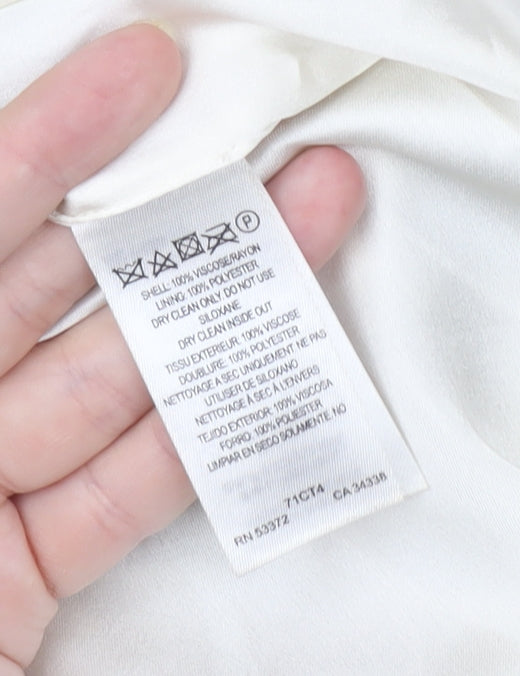 P
SHELL: 100% VISCOSE/RAYON
LINING: 100% POLYESTER
DRY CLEAN ONLY. DO NOT USE
SILOXANE
DRY CLEAN INSIDE OUT
TISSU EXTERIEUR: 100% VISCOSE
DOUBLURE: 100% POLYESTER
NETTOYAGE A SEC UNIQUEMENT NE PAS
UTILISER DE SILOXANO
NETTOYAGE À SEC À L'ENVERS
TEJIDO EXTERIOR: 100% VISCOSA
FORRO: 100% POLIESTER
LIMPIAR EN SECO SOLAMENTE. NO
71CT4
RN 53372 CA 34338